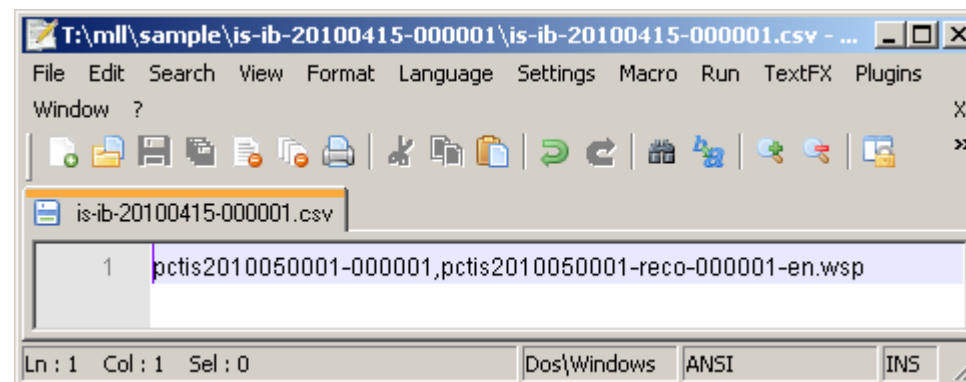 T:\mll\sample\is-ib-20100415-000001\is-ib-20100415-000001.csv - ...
File Edit Search View Format Language Settings Macro Run TextFX Plugins
Window ? X
is-ib-20100415-000001.csv
1 pctis2010050001-000001,pctis2010050001-reco-000001-en.wsp
Ln : 1 Col : 1 Sel : 0 Dos\Windows ANSI INS